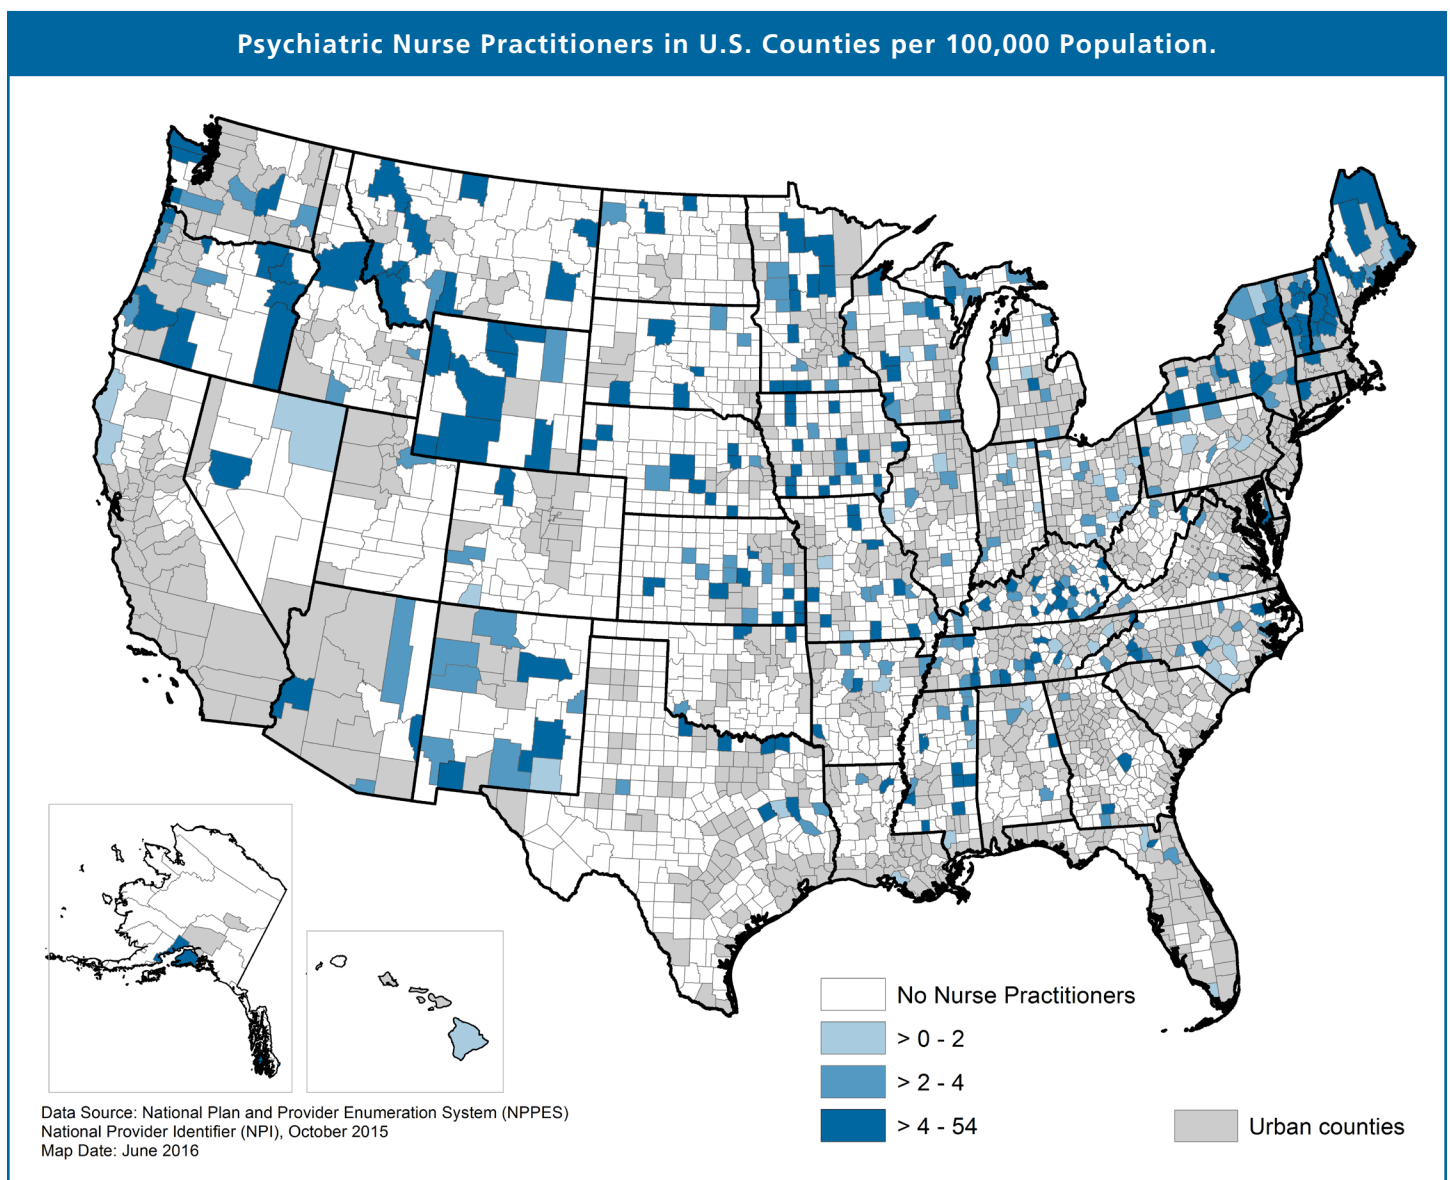 Psychiatric Nurse Practitioners in U.S. Counties per 100,000 Population.
No Nurse Practitioners
> 0 - 2
> 2 - 4
> 4 - 54
Urban counties
Data Source: National Plan and Provider Enumeration System (NPPES)
National Provider Identifier (NPI), October 2015
Map Date: June 2016